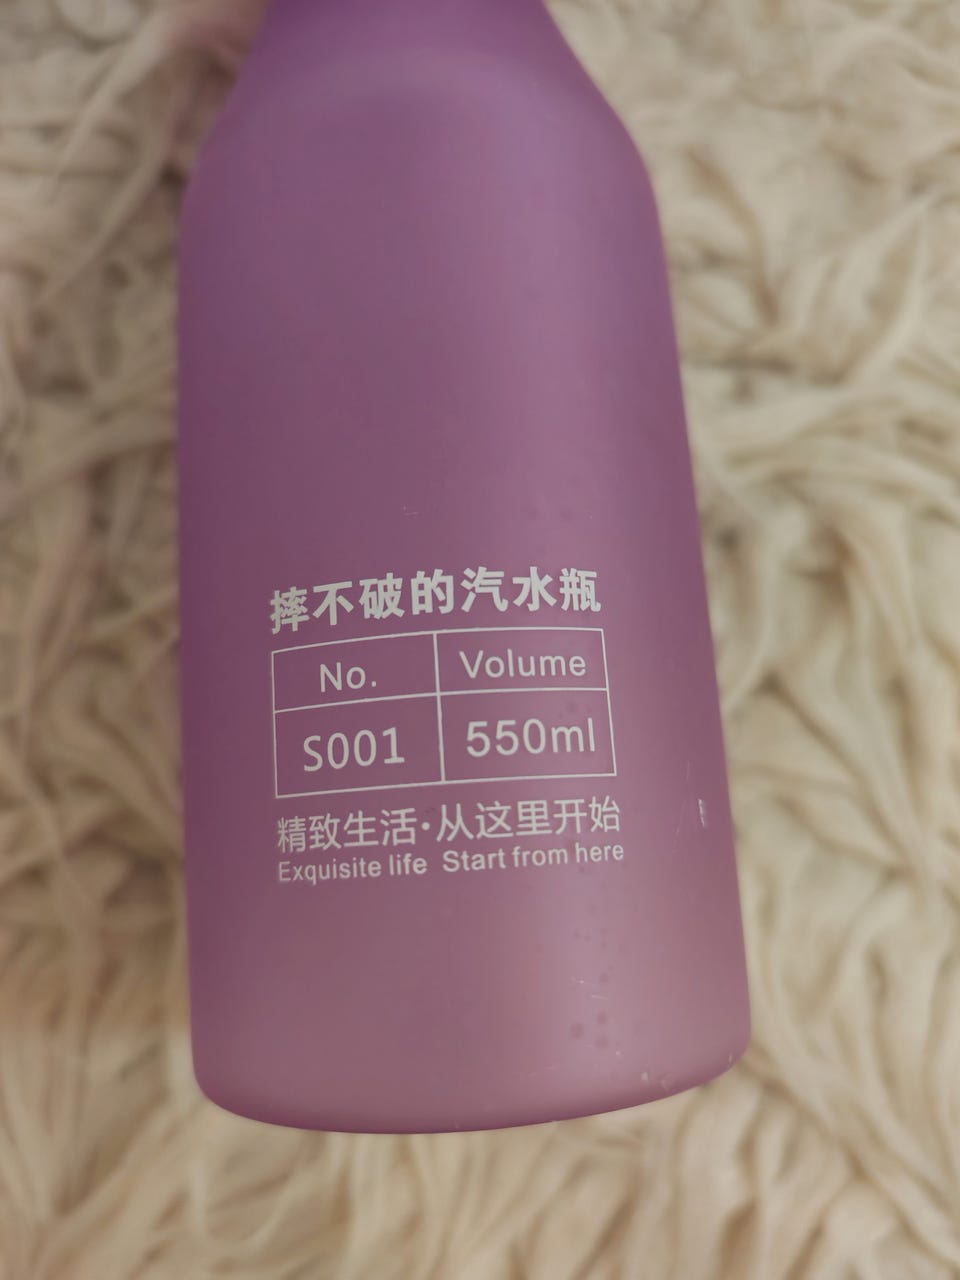 摔不破的汽水瓶
No. Volume
S001 550ml
精致生活·从这里开始
Exquisite life Start from here